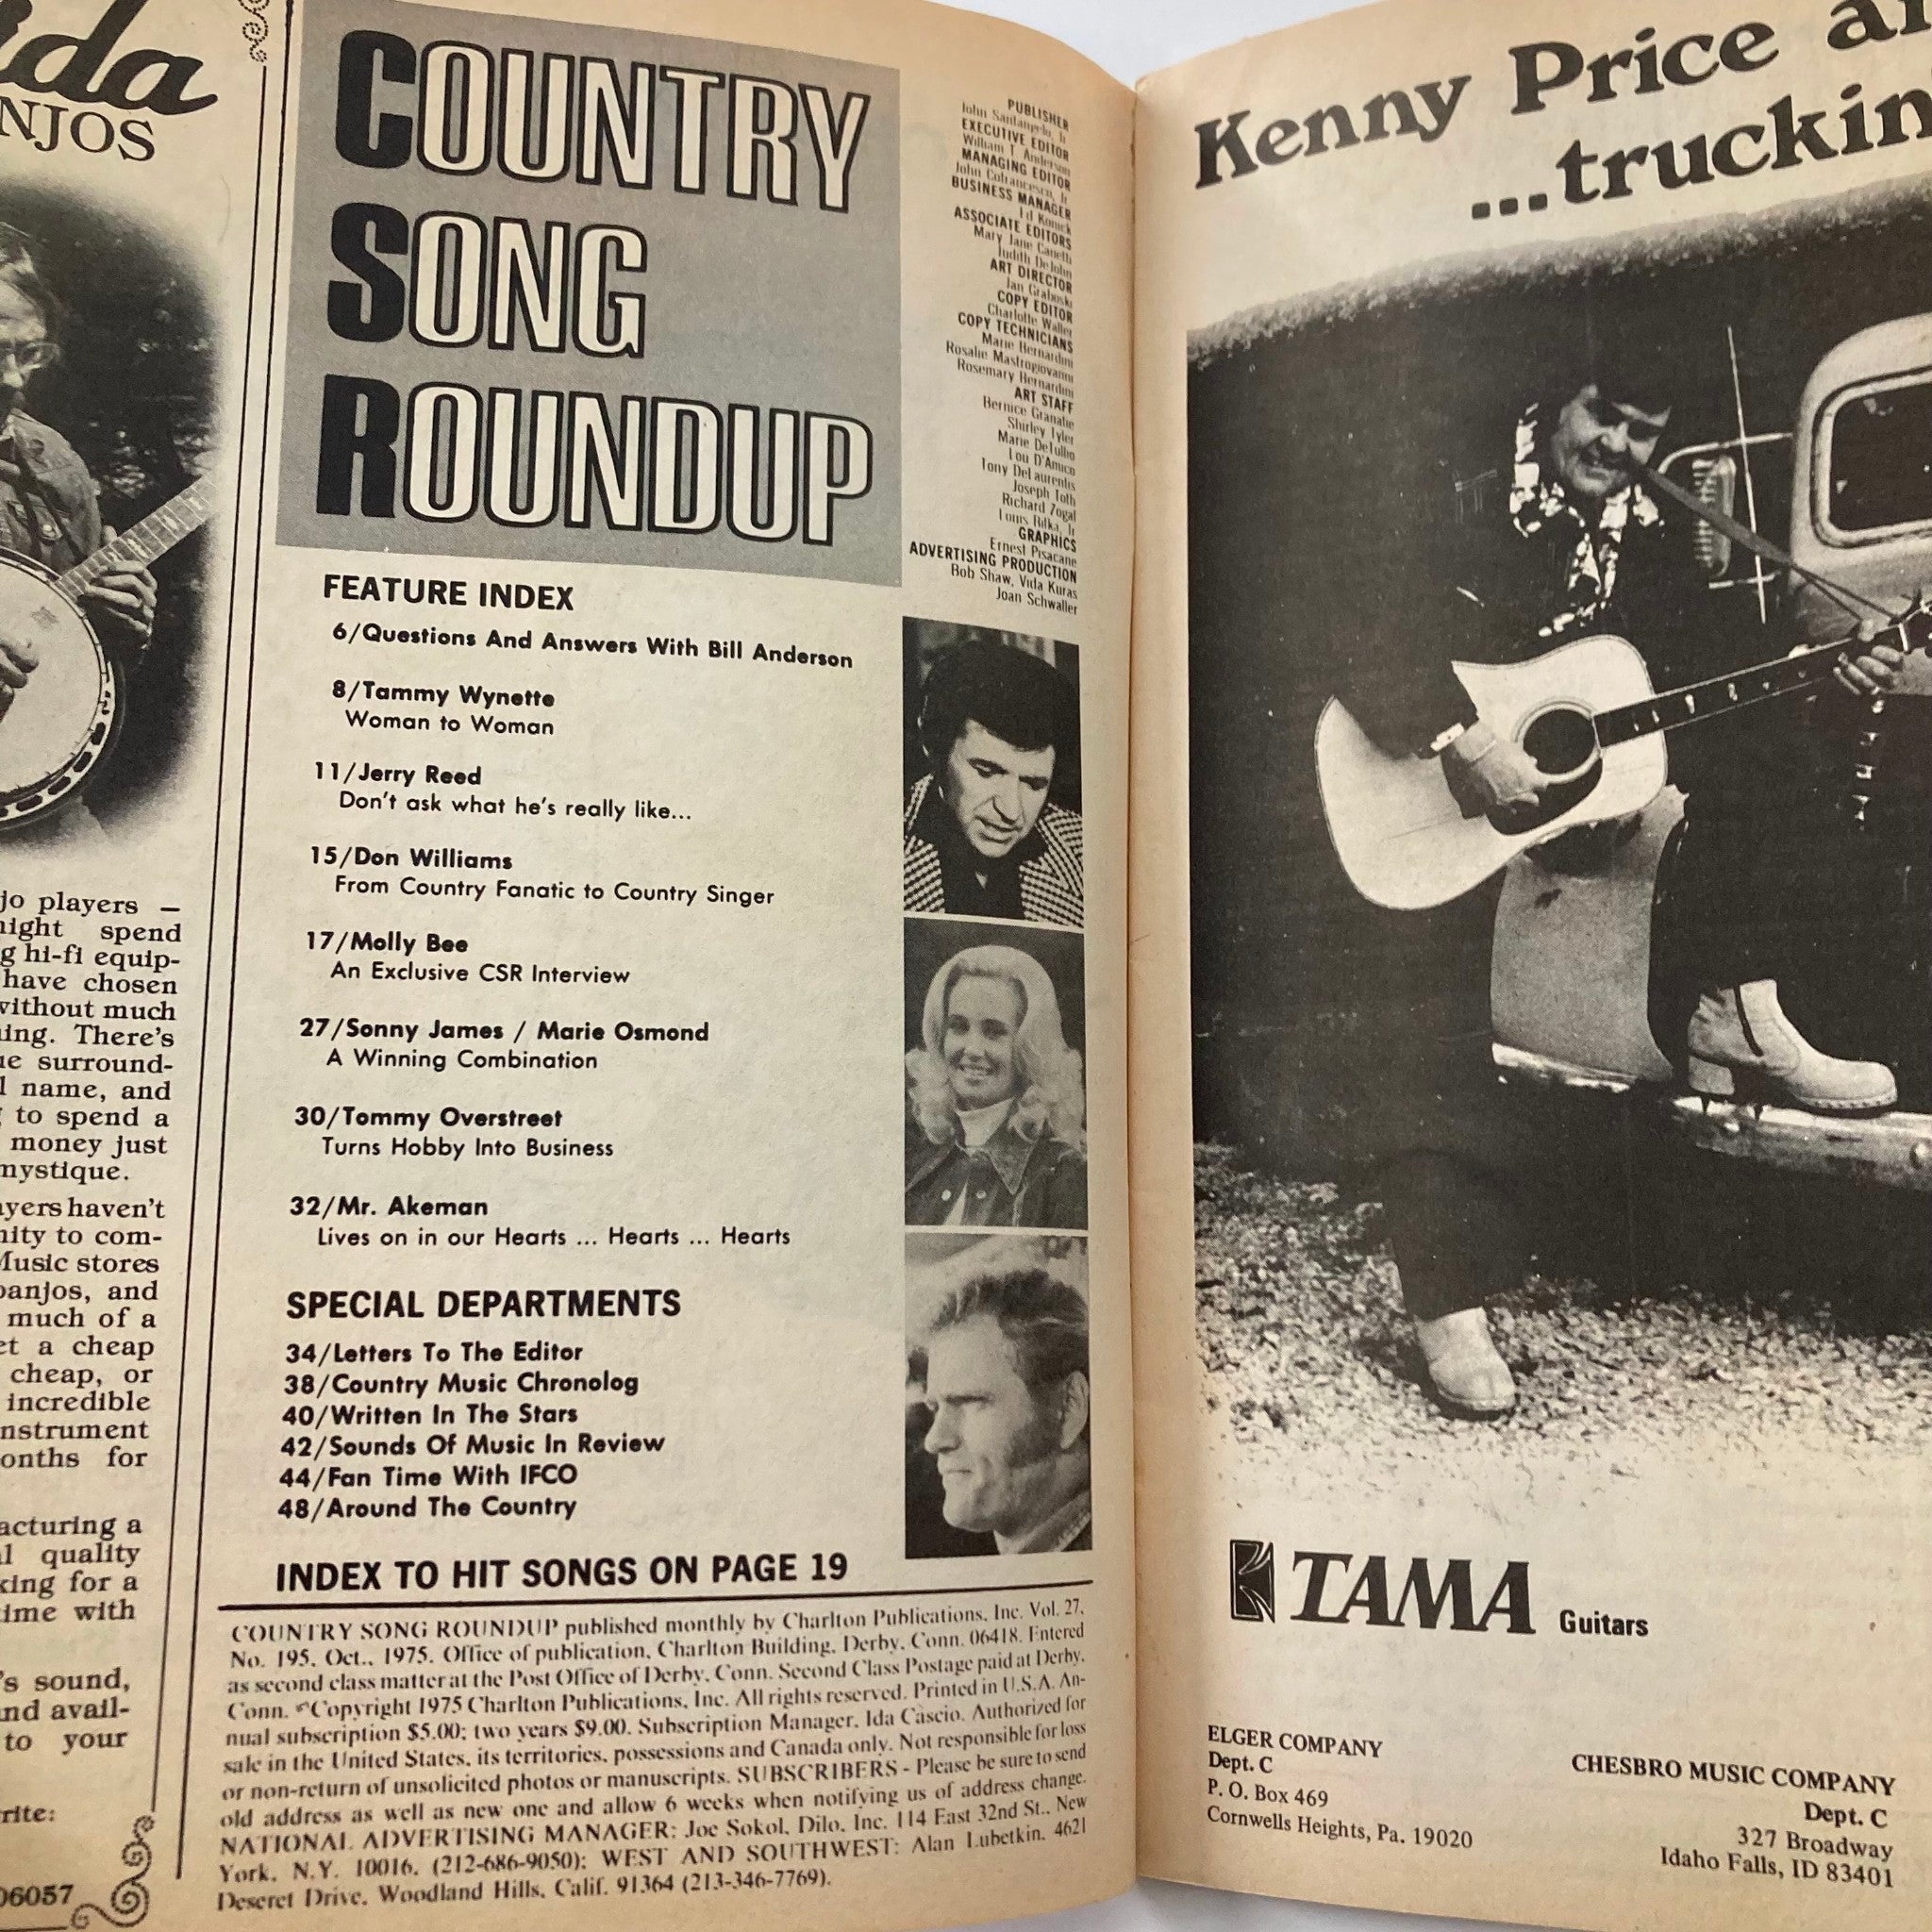 ida
NJOS
jo players —
night spend
g hi-fi equip-
have chosen
without much
ing. There's
ue surround-
l name, and
to spend a
money just
mystique.
ayers haven't
nity to com-
Music stores
banjos, and
much of a
et a cheap
cheap, or
incredible
nstrument
onths for
acturing a
al quality
king for a
time with
's sound,
and avail-
to your
rite:
06057
COUNTRY
SONG
ROUNDUP
PUBLISHER
John Santangelo, Jr.
EXECUTIVE EDITOR
William T. Anderson
MANAGING EDITOR
John Cofrancesco, Jr.
BUSINESS MANAGER
Ed Konick
ASSOCIATE EDITORS
Mary Jane Canetti
Judith DeJohn
ART DIRECTOR
Jan Graboski
COPY EDITOR
Charlotte Waller
COPY TECHNICIANS
Marie Bernardini
Rosalie Mastrogiovanni
Rosemary Bernardini
ART STAFF
Bernice Granatie
Shirley Tyler
Marie DeTullio
Lou D'Amico
Tony DeLaurentis
Joseph Toth
Richard Zogal
Louis Bilka, Jr.
GRAPHICS
Ernest Pisacane
ADVERTISING PRODUCTION
Bob Shaw, Vida Kuras
Joan Schwaller
FEATURE INDEX
6/Questions And Answers With Bill Anderson
8/Tammy Wynette
Woman to Woman
11/Jerry Reed
Don't ask what he's really like...
15/Don Williams
From Country Fanatic to Country Singer
17/Molly Bee
An Exclusive CSR Interview
27/Sonny James / Marie Osmond
A Winning Combination
30/Tommy Overstreet
Turns Hobby Into Business
32/Mr. Akeman
Lives on in our Hearts ... Hearts ... Hearts
SPECIAL DEPARTMENTS
34/Letters To The Editor
38/Country Music Chronolog
40/Written In The Stars
42/Sounds Of Music In Review
44/Fan Time With IFCO
48/Around The Country
INDEX TO HIT SONGS ON PAGE 19
COUNTRY SONG ROUNDUP published monthly by Charlton Publications, Inc. Vol. 27,
No. 195, Oct., 1975. Office of publication, Charlton Building, Derby, Conn. 06418. Entered
as second class matter at the Post Office of Derby, Conn. Second Class Postage paid at Derby,
Conn. ©Copyright 1975 Charlton Publications, Inc. All rights reserved. Printed in U.S.A. An-
nual subscription $5.00; two years $9.00. Subscription Manager, Ida Cascio. Authorized for
sale in the United States, its territories, possessions and Canada only. Not responsible for loss
or non-return of unsolicited photos or manuscripts. SUBSCRIBERS - Please be sure to send
old address as well as new one and allow 6 weeks when notifying us of address change.
NATIONAL ADVERTISING MANAGER: Joe Sokol, Dilo, Inc. 114 East 32nd St., New
York, N.Y. 10016, (212-686-9050); WEST AND SOUTHWEST: Alan Lubetkin, 4621
Deseret Drive, Woodland Hills, Calif. 91364 (213-346-7769).
Kenny Price a
...truckin
TAMA Guitars
ELGER COMPANY
Dept. C
P. O. Box 469
Cornwells Heights, Pa. 19020
CHESBRO MUSIC COMPANY
Dept. C
327 Broadway
Idaho Falls, ID 83401